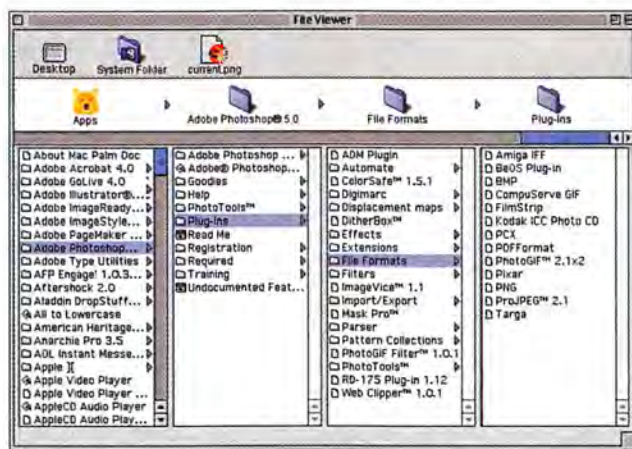 File Viewer
Desktop
System Folder
current.png
Apps
Adobe Photoshop® 5.0
File Formats
Plug-ins
About Mac Palm Doc
Adobe Acrobat 4.0
Adobe GoLive 4.0
Adobe Illustrator®...
Adobe ImageReady...
Adobe ImageStyle...
Adobe PageMaker ...
Adobe Photoshop...
Adobe Type Utilities
AFP Engage! 1.0.3...
Aftershock 2.0
Aladdin DropStuff...
All to Lowercase
American Heritage...
Anarchie Pro 3.5
AOL Instant Messe...
Apple ][
Apple Video Player
Apple Video Player ...
AppleCD Audio Player
AppleCD Audio Play...
Adobe Photoshop ...
Adobe® Photoshop...
Goodies
Help
PhotoTools™
Plug-Ins
Read Me
Registration
Required
Training
Undocumented Feat...
ADM Plugin
Automate
ColorSafe™ 1.5.1
Digimarc
Displacement maps
DitherBox™
Effects
Extensions
File Formats
Filters
ImageVice™ 1.1
Import/Export
Mask Pro™
Parser
Pattern Collections
PhotoGIF Filter™ 1.0.1
PhotoTools™
RD-175 Plug-in 1.12
Web Clipper™ 1.0.1
Amiga IFF
BeOS Plug-in
BMP
CompuServe GIF
FilmStrip
Kodak ICC Photo CD
PCX
PDFFormat
PhotoGIF™ 2.1x2
Pixar
PNG
ProJPEG™ 2.1
Targa